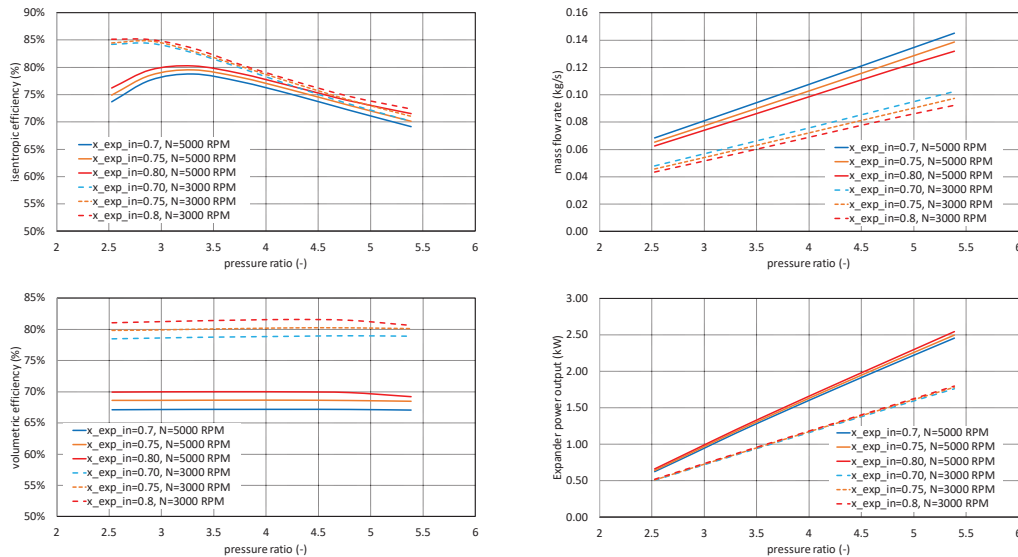 90%
85%
80%
75%
70%
65%
60%
55%
50%
isentropic efficiency (%)
x_exp_in=0.7, N=5000 RPM
x_exp_in=0.75, N=5000 RPM
x_exp_in=0.80, N=5000 RPM
x_exp_in=0.70, N=3000 RPM
x_exp_in=0.75, N=3000 RPM
x_exp_in=0.8, N=3000 RPM
2 2.5 3 3.5 4 4.5 5 5.5 6
pressure ratio (-)
0.16
0.14
0.12
0.10
0.08
0.06
0.04
0.02
0.00
mass flow rate (kg/s)
x_exp_in=0.7, N=5000 RPM
x_exp_in=0.75, N=5000 RPM
x_exp_in=0.80, N=5000 RPM
x_exp_in=0.70, N=3000 RPM
x_exp_in=0.75, N=3000 RPM
x_exp_in=0.8, N=3000 RPM
2 2.5 3 3.5 4 4.5 5 5.5 6
pressure ratio (-)
85%
80%
75%
70%
65%
60%
55%
50%
volumetric efficiency (%)
x_exp_in=0.7, N=5000 RPM
x_exp_in=0.75, N=5000 RPM
x_exp_in=0.80, N=5000 RPM
x_exp_in=0.70, N=3000 RPM
x_exp_in=0.75, N=3000 RPM
x_exp_in=0.8, N=3000 RPM
2 2.5 3 3.5 4 4.5 5 5.5 6
pressure ratio (-)
3.00
2.50
2.00
1.50
1.00
0.50
0.00
Expander power output (kW)
x_exp_in=0.7, N=5000 RPM
x_exp_in=0.75, N=5000 RPM
x_exp_in=0.80, N=5000 RPM
x_exp_in=0.70, N=3000 RPM
x_exp_in=0.75, N=3000 RPM
x_exp_in=0.8, N=3000 RPM
2 2.5 3 3.5 4 4.5 5 5.5 6
pressure ratio (-)